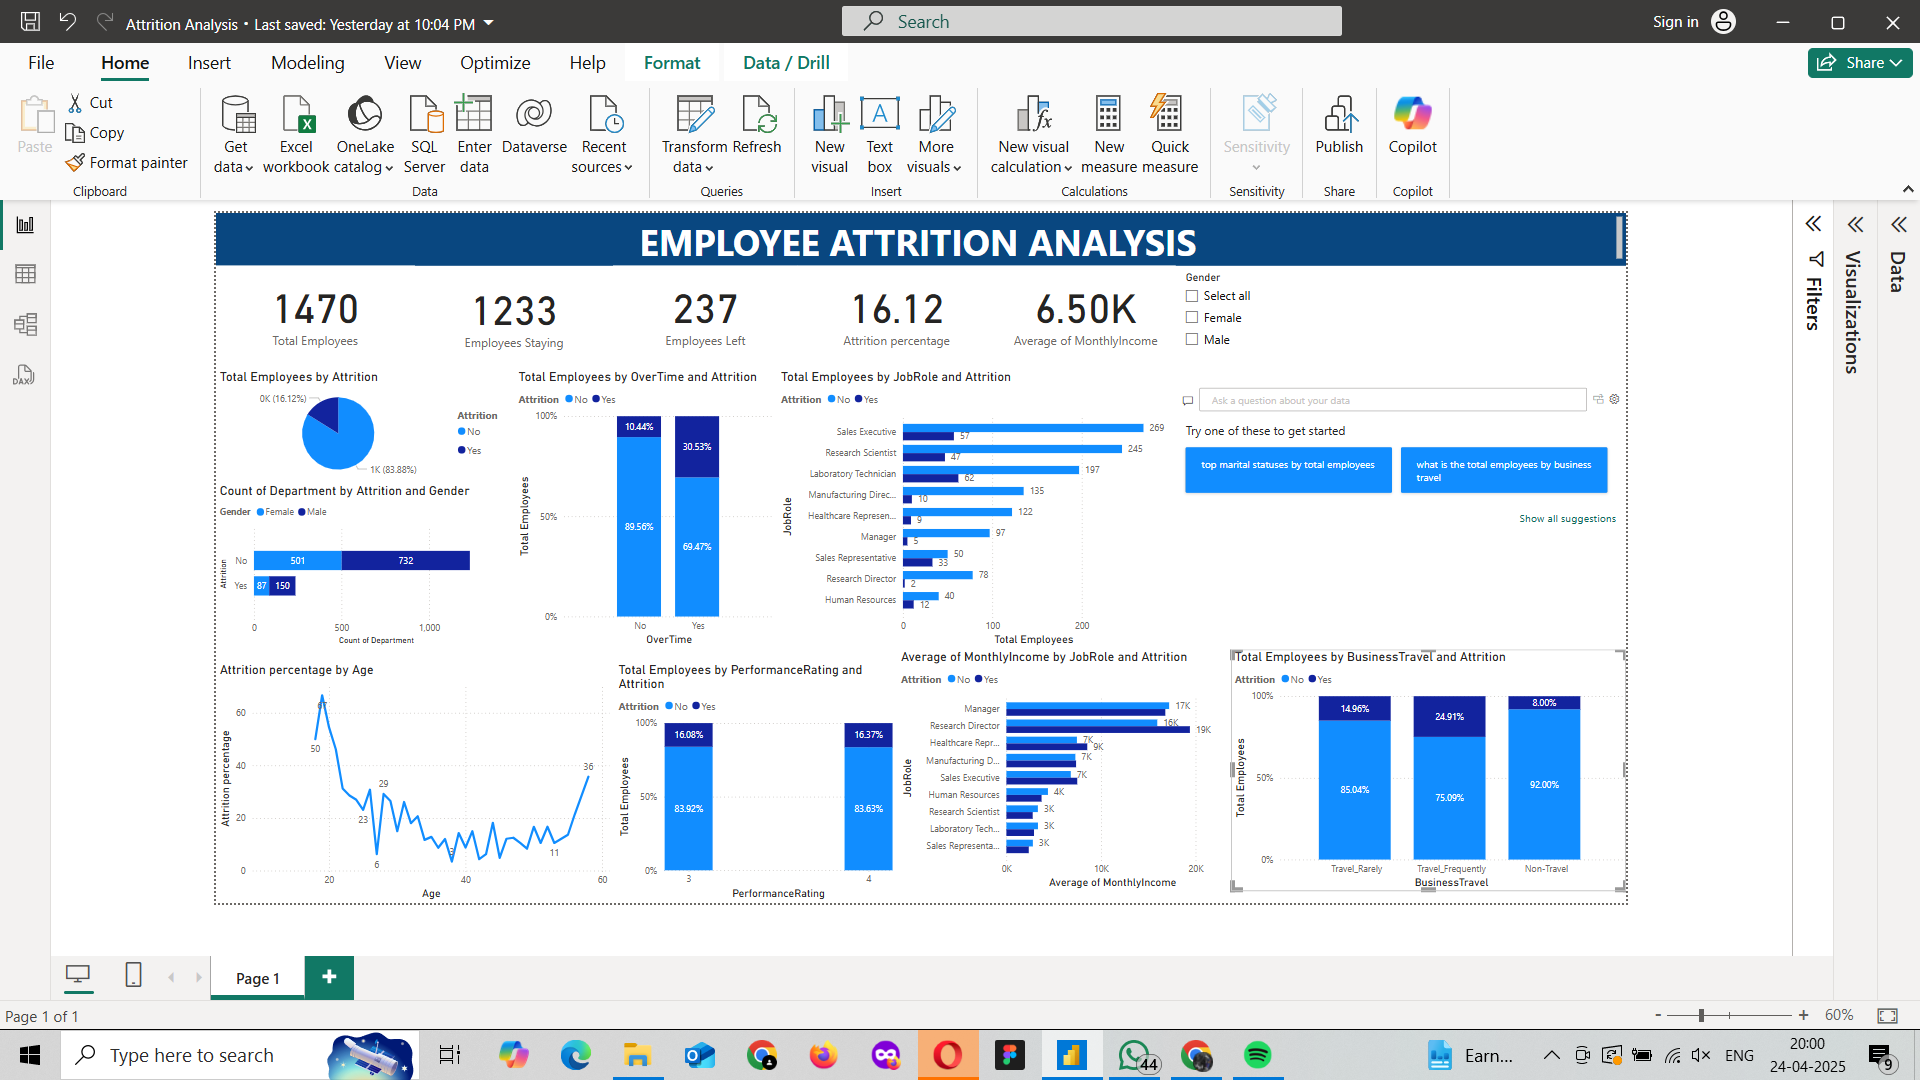 Attrition Analysis • Last saved: Yesterday at 10:04 PM
Search
Sign in
File
Home
Insert
Modeling
View
Optimize
Help
Format
Data / Drill
Share
Paste
Cut
Copy
Format painter
Clipboard
Get data
Excel workbook
OneLake catalog
SQL Server
Enter data
Dataverse
Recent sources
Data
Transform data
Refresh
Queries
New visual
Text box
More visuals
Insert
New visual calculation
New measure
Quick measure
Calculations
Sensitivity
Sensitivity
Publish
Share
Copilot
Copilot
EMPLOYEE ATTRITION ANALYSIS
1470
Total Employees
1233
Employees Staying
237
Employees Left
16.12
Attrition percentage
6.50K
Average of MonthlyIncome
Gender
Select all
Female
Male
Total Employees by Attrition
0K (16.12%)
1K (83.88%)
Attrition
No
Yes
Count of Department by Attrition and Gender
Gender Female Male
Attrition
No 501 732
Yes 87 150
0 500 1,000
Count of Department
Total Employees by OverTime and Attrition
Attrition No Yes
Total Employees
100%
50%
0%
10.44%
89.56%
30.53%
69.47%
No Yes
OverTime
Total Employees by JobRole and Attrition
Attrition No Yes
JobRole
Sales Executive 269 57
Research Scientist 245 47
Laboratory Technician 197 62
Manufacturing Direc... 135 10
Healthcare Represen... 122 9
Manager 97 5
Sales Representative 50 33
Research Director 78 2
Human Resources 40 12
0 100 200
Total Employees
Ask a question about your data
Try one of these to get started
top marital statuses by total employees
what is the total employees by business travel
Show all suggestions
Attrition percentage by Age
Attrition percentage
60
40
20
0
67
50
29
23
6
3
11
36
20 40 60
Age
Total Employees by PerformanceRating and
Attrition
Attrition No Yes
Total Employees
100%
50%
0%
16.08%
83.92%
16.37%
83.63%
3 4
PerformanceRating
Average of MonthlyIncome by JobRole and Attrition
Attrition No Yes
JobRole
Manager 17K
Research Director 16K 19K
Healthcare Repr... 7K 9K
Manufacturing D... 7K
Sales Executive 7K
Human Resources 4K
Research Scientist 3K
Laboratory Tech... 3K
Sales Representa... 3K
0K 10K 20K
Average of MonthlyIncome
Total Employees by BusinessTravel and Attrition
Attrition No Yes
Total Employees
100%
50%
0%
14.96%
85.04%
24.91%
75.09%
8.00%
92.00%
Travel_Rarely Travel_Frequently Non-Travel
BusinessTravel
Filters
Visualizations
Data
DAX
Page 1
Page 1 of 1
- + 60%
Type here to search
44
Earn...
ENG
20:00
24-04-2025
9